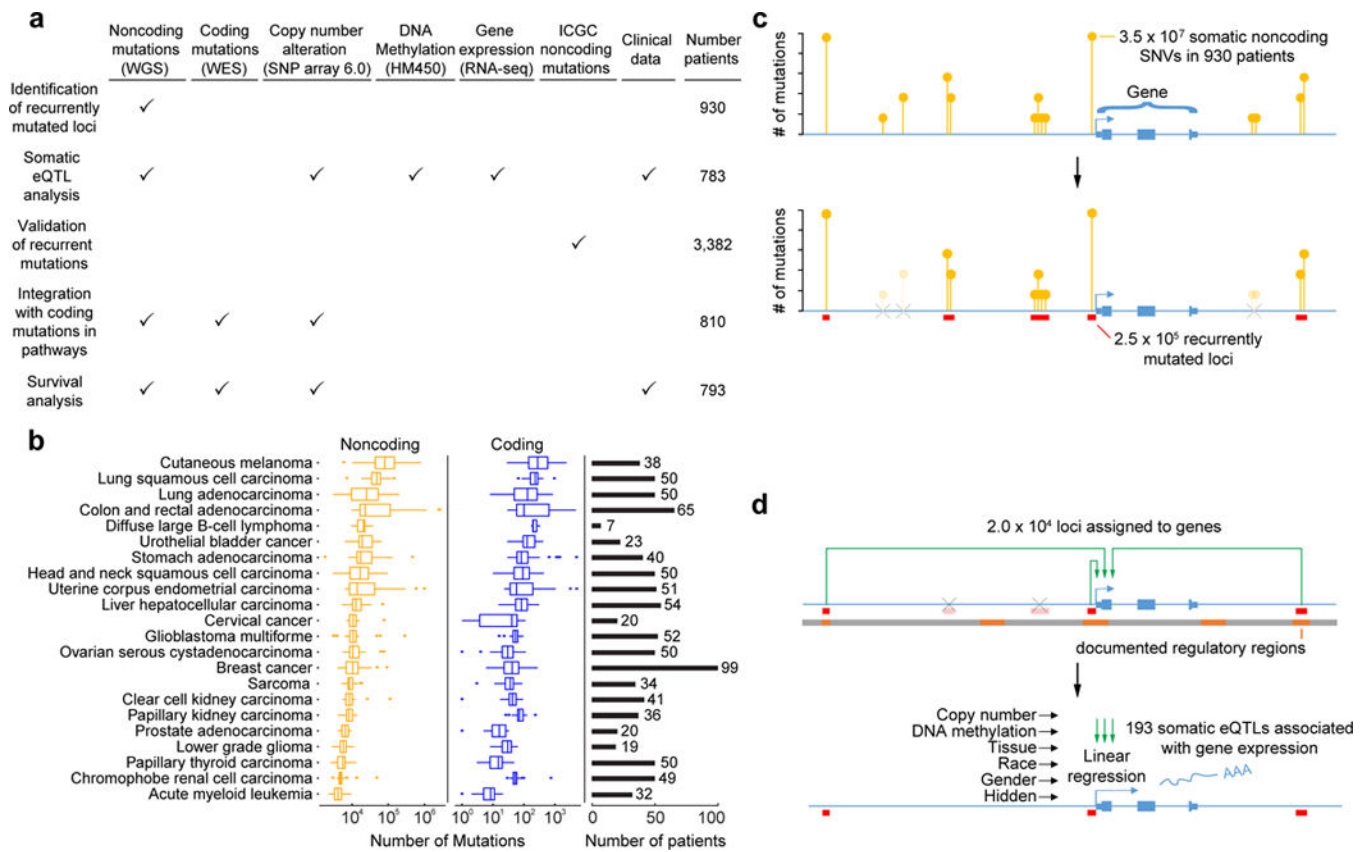 a
Noncoding mutations (WGS)
Coding mutations (WES)
Copy number alteration (SNP array 6.0)
DNA Methylation (HM450)
Gene expression (RNA-seq)
ICGC noncoding mutations
Clinical data
Number patients
Identification of recurrently mutated loci
✓
930
Somatic eQTL analysis
✓ ✓ ✓ ✓ ✓
783
Validation of recurrent mutations
✓
3,382
Integration with coding mutations in pathways
✓ ✓ ✓
810
Survival analysis
✓ ✓ ✓ ✓
793
b
Noncoding
Coding
Cutaneous melanoma
38
Lung squamous cell carcinoma
50
Lung adenocarcinoma
50
Colon and rectal adenocarcinoma
65
Diffuse large B-cell lymphoma
7
Urothelial bladder cancer
23
Stomach adenocarcinoma
40
Head and neck squamous cell carcinoma
50
Uterine corpus endometrial carcinoma
51
Liver hepatocellular carcinoma
54
Cervical cancer
20
Glioblastoma multiforme
52
Ovarian serous cystadenocarcinoma
50
Breast cancer
99
Sarcoma
34
Clear cell kidney carcinoma
41
Papillary kidney carcinoma
36
Prostate adenocarcinoma
20
Lower grade glioma
19
Papillary thyroid carcinoma
50
Chromophobe renal cell carcinoma
49
Acute myeloid leukemia
32
10⁴ 10⁵ 10⁶
10⁰ 10¹ 10² 10³
0 50 100
Number of Mutations
Number of patients
c
# of mutations
3.5 x 10⁷ somatic noncoding
SNVs in 930 patients
Gene
# of mutations
2.5 x 10⁵ recurrently
mutated loci
d
2.0 x 10⁴ loci assigned to genes
documented regulatory regions
Copy number
DNA methylation
Tissue
Race
Gender
Hidden
Linear
regression
193 somatic eQTLs associated
with gene expression
AAA